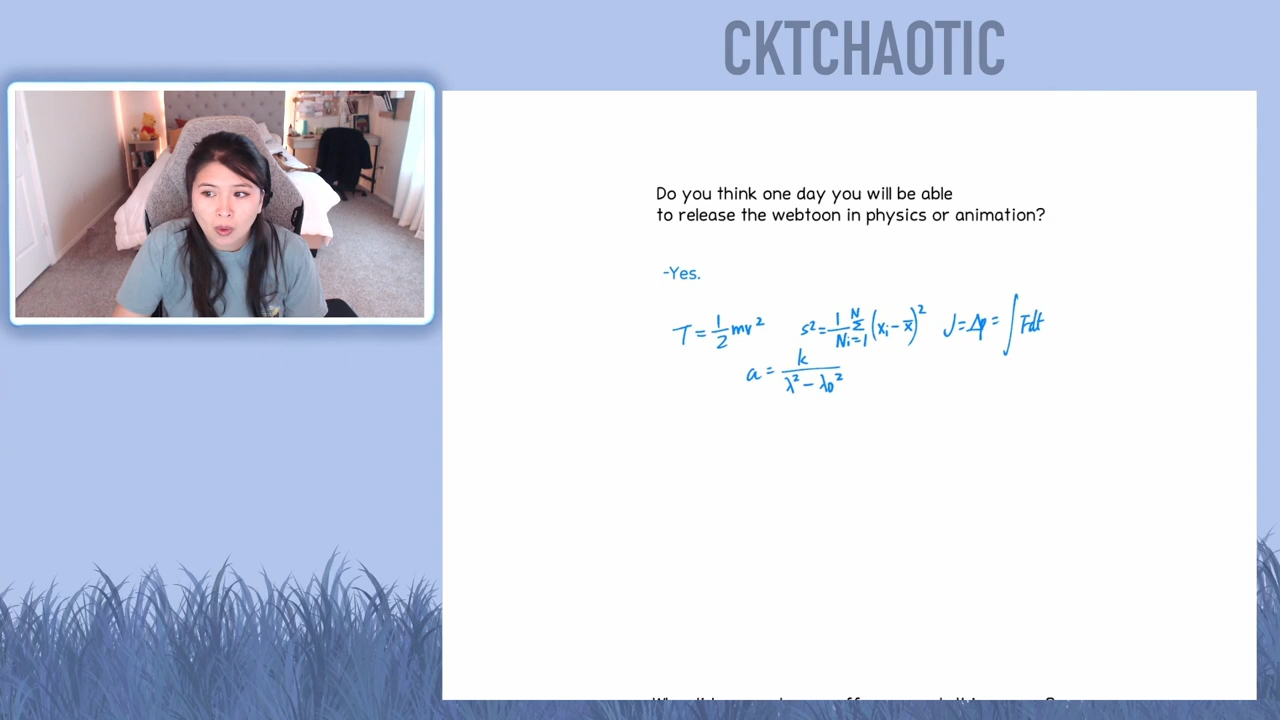 CKTCHAOTIC
Do you think one day you will be able
to release the webtoon in physics or animation?
-Yes.
T = 1/2 mv² s² = 1/N Σ i=1 N (xᵢ - x̄)² J = Δp = ∫ Fdt
a = k / λ² - λ₀²